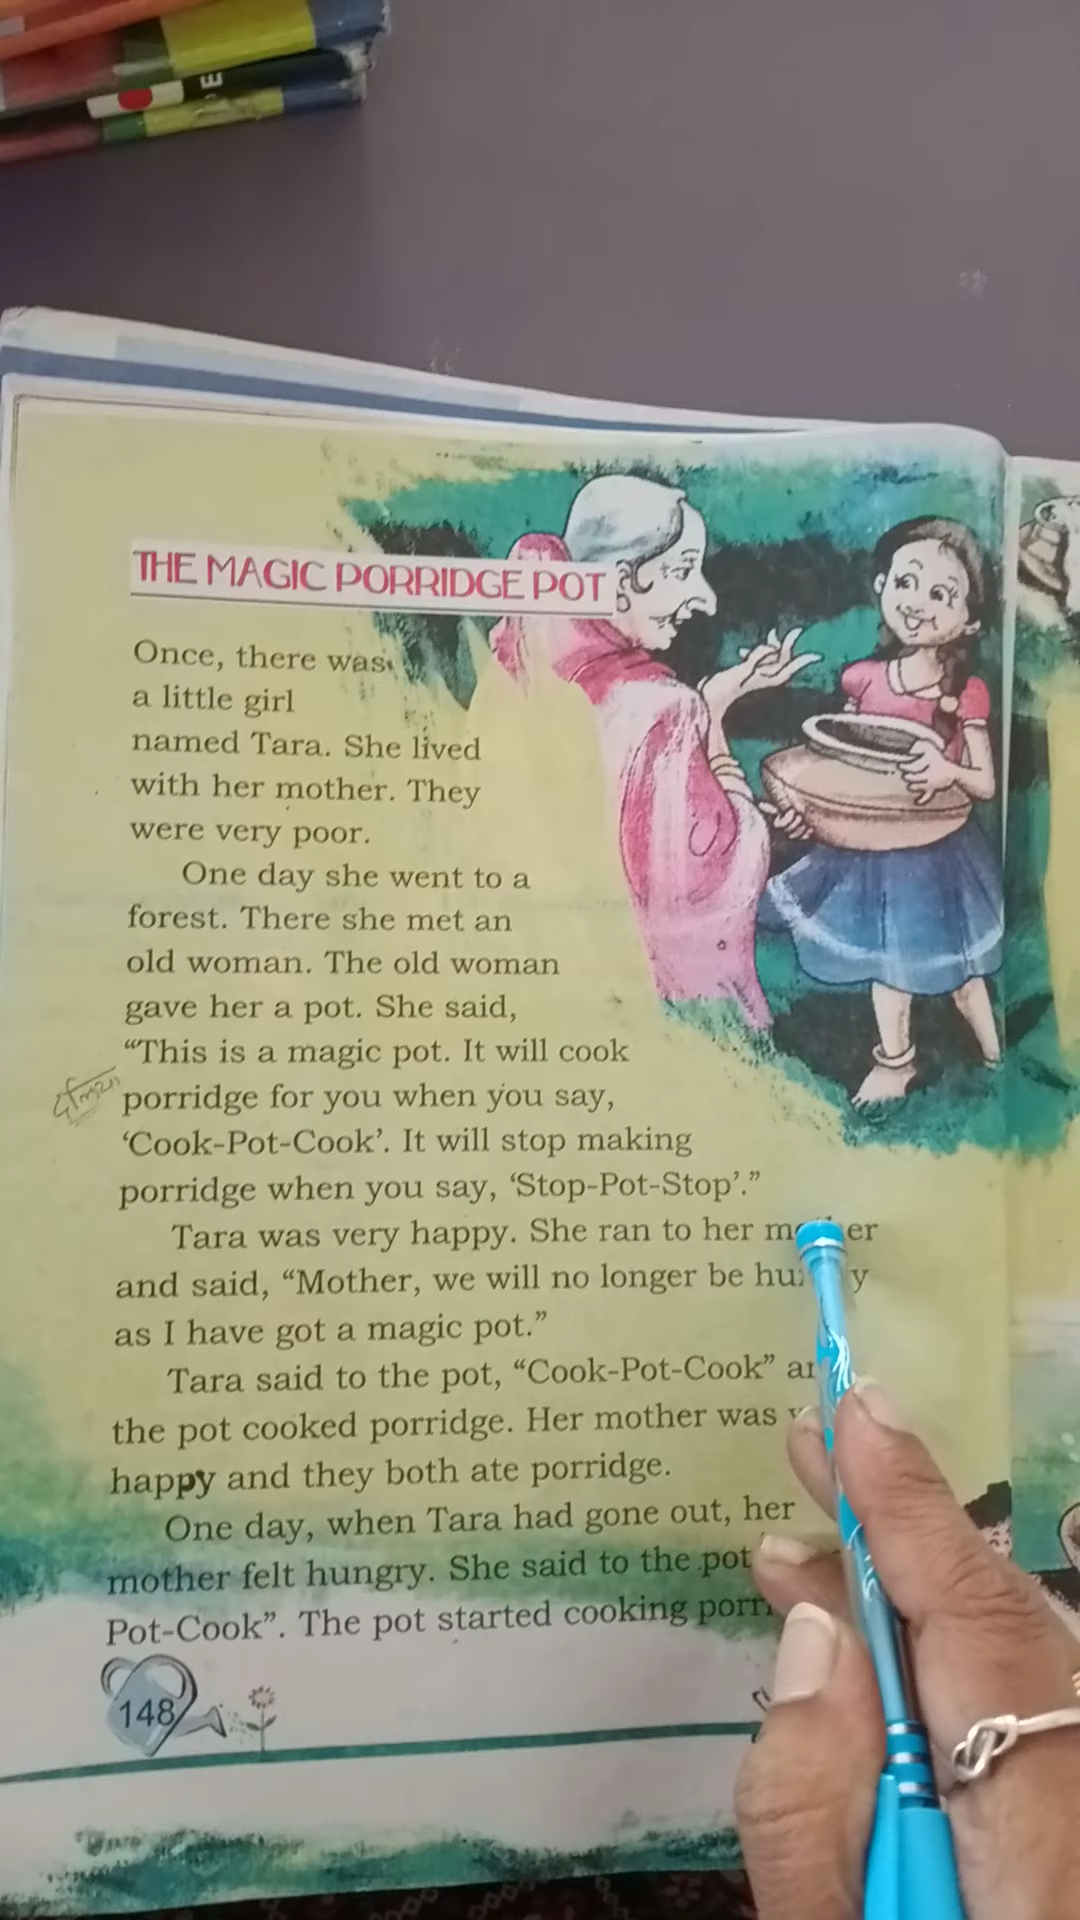 THE MAGIC PORRIDGE POT
Once, there was
a little girl
named Tara. She lived
with her mother. They
were very poor.
One day she went to a
forest. There she met an
old woman. The old woman
gave her a pot. She said,
“This is a magic pot. It will cook
porridge for you when you say,
‘Cook-Pot-Cook’. It will stop making
porridge when you say, ‘Stop-Pot-Stop’.”
Tara was very happy. She ran to her
and said, “Mother, we will no longer be
as I have got a magic pot.”
Tara said to the pot, “Cook-Pot-Cook”
the pot cooked porridge. Her mother was
happy and they both ate porridge.
One day, when Tara had gone out, her
mother felt hungry. She said to the pot
Pot-Cook”. The pot started cooking
148